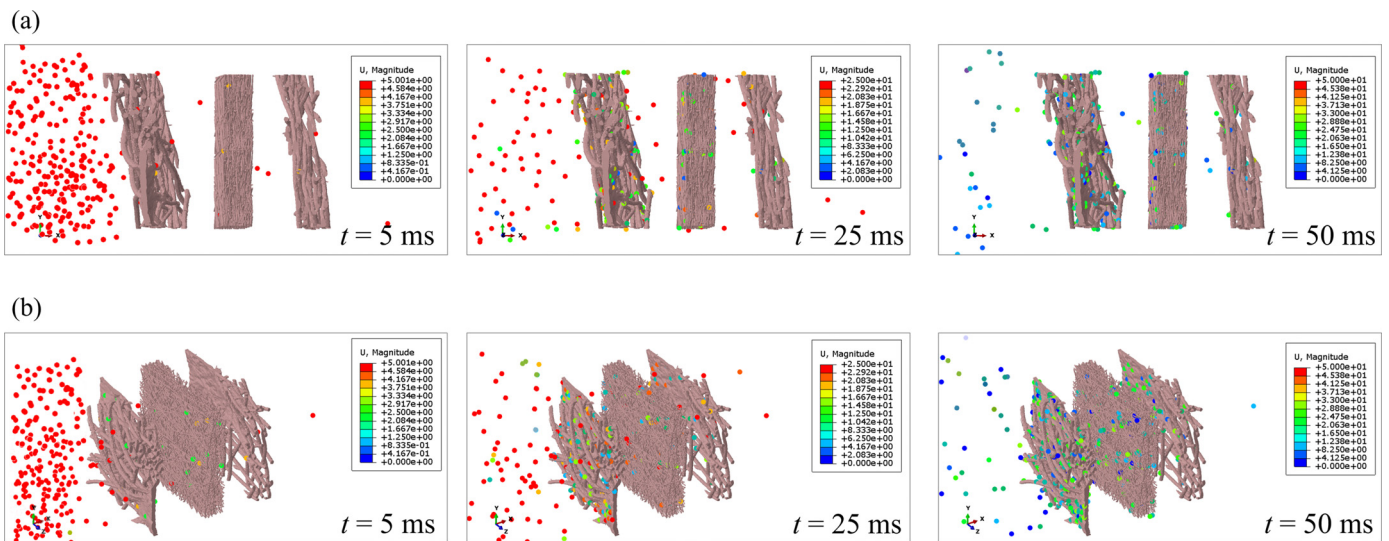 (a)
U, Magnitude
+5.001e+00
+4.584e+00
+4.167e+00
+3.751e+00
+3.334e+00
+2.917e+00
+2.500e+00
+2.084e+00
+1.667e+00
+1.250e+00
+8.335e-01
+4.167e-01
+0.000e+00
Y
X
t = 5 ms
U, Magnitude
+2.500e+01
+2.292e+01
+2.083e+01
+1.875e+01
+1.667e+01
+1.458e+01
+1.250e+01
+1.042e+01
+8.333e+00
+6.250e+00
+4.167e+00
+2.083e+00
+0.000e+00
Y
X
t = 25 ms
U, Magnitude
+5.000e+01
+4.538e+01
+4.125e+01
+3.713e+01
+3.300e+01
+2.888e+01
+2.475e+01
+2.063e+01
+1.650e+01
+1.238e+01
+8.250e+00
+4.125e+00
+0.000e+00
Y
X
t = 50 ms
(b)
U, Magnitude
+5.001e+00
+4.584e+00
+4.167e+00
+3.751e+00
+3.334e+00
+2.917e+00
+2.500e+00
+2.084e+00
+1.667e+00
+1.250e+00
+8.335e-01
+4.167e-01
+0.000e+00
Y
X
Z
t = 5 ms
U, Magnitude
+2.500e+01
+2.292e+01
+2.083e+01
+1.875e+01
+1.667e+01
+1.458e+01
+1.250e+01
+1.042e+01
+8.333e+00
+6.250e+00
+4.167e+00
+2.083e+00
+0.000e+00
Y
X
Z
t = 25 ms
U, Magnitude
+5.000e+01
+4.538e+01
+4.125e+01
+3.713e+01
+3.300e+01
+2.888e+01
+2.475e+01
+2.063e+01
+1.650e+01
+1.238e+01
+8.250e+00
+4.125e+00
+0.000e+00
Y
X
Z
t = 50 ms